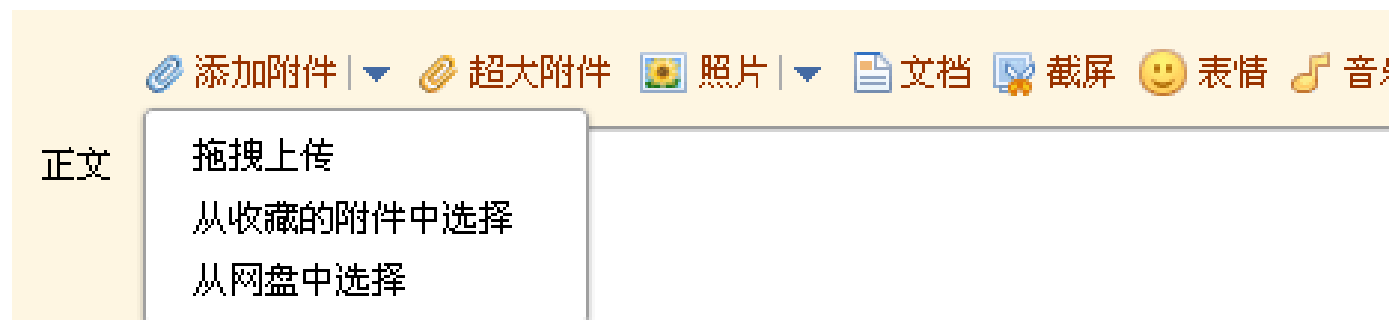 添加附件 超大附件 照片 文档 截屏 表情 音
正文
拖拽上传
从收藏的附件中选择
从网盘中选择